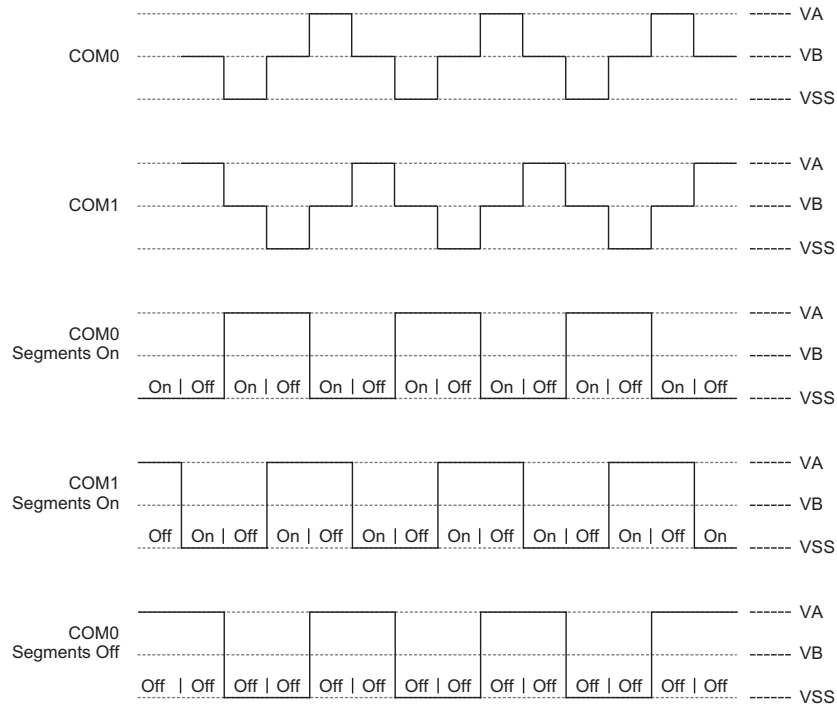 VA
COM0
VB
VSS
VA
COM1
VB
VSS
VA
COM0
Segments On
VB
On | Off | On | Off | On | Off | On | Off | On | Off | On | Off | On | Off
VSS
VA
COM1
Segments On
VB
Off | On | Off | On | Off | On | Off | On | Off | On | Off | On | Off | On
VSS
VA
COM0
Segments Off
VB
Off | Off | Off | Off | Off | Off | Off | Off | Off | Off | Off | Off | Off | Off
VSS